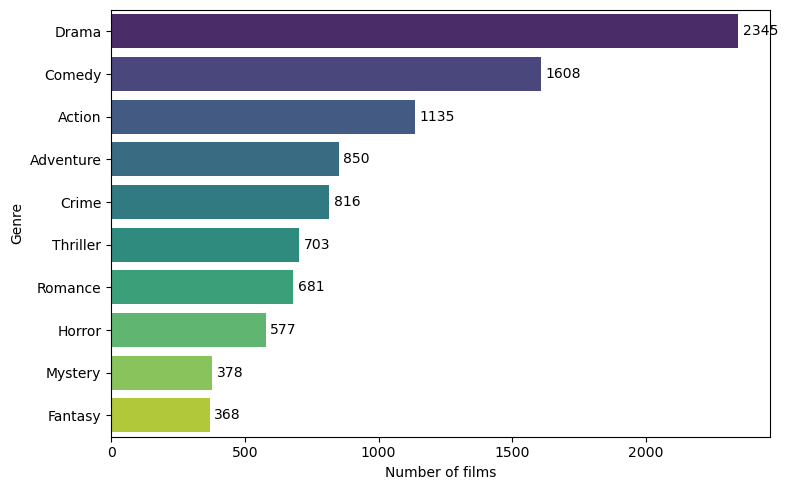 Drama 2345
Comedy 1608
Action 1135
Adventure 850
Crime 816
Thriller 703
Romance 681
Horror 577
Mystery 378
Fantasy 368
Genre
0 500 1000 1500 2000
Number of films